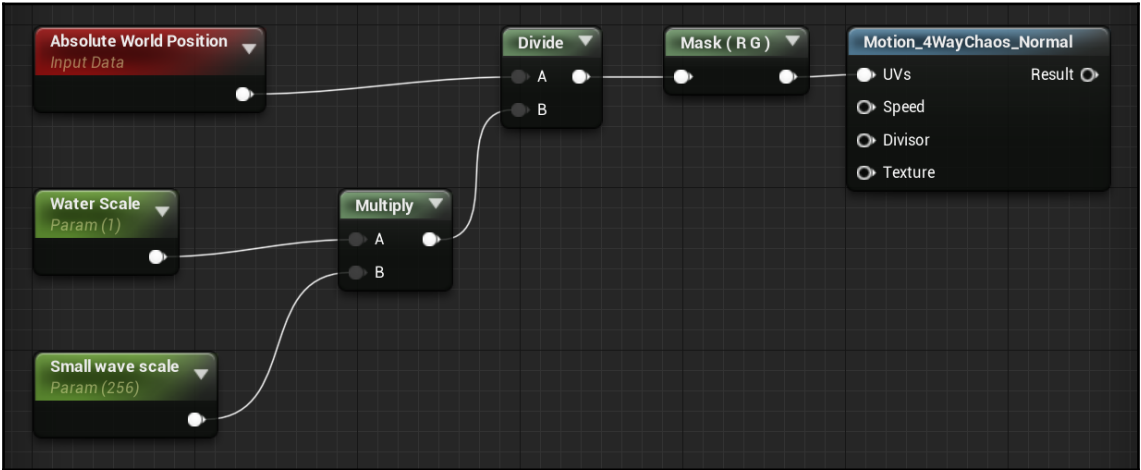 Absolute World Position
Input Data
Divide
A
B
Mask ( R G )
Motion_4WayChaos_Normal
UVs
Result
Speed
Divisor
Texture
Water Scale
Param (1)
Multiply
A
B
Small wave scale
Param (256)